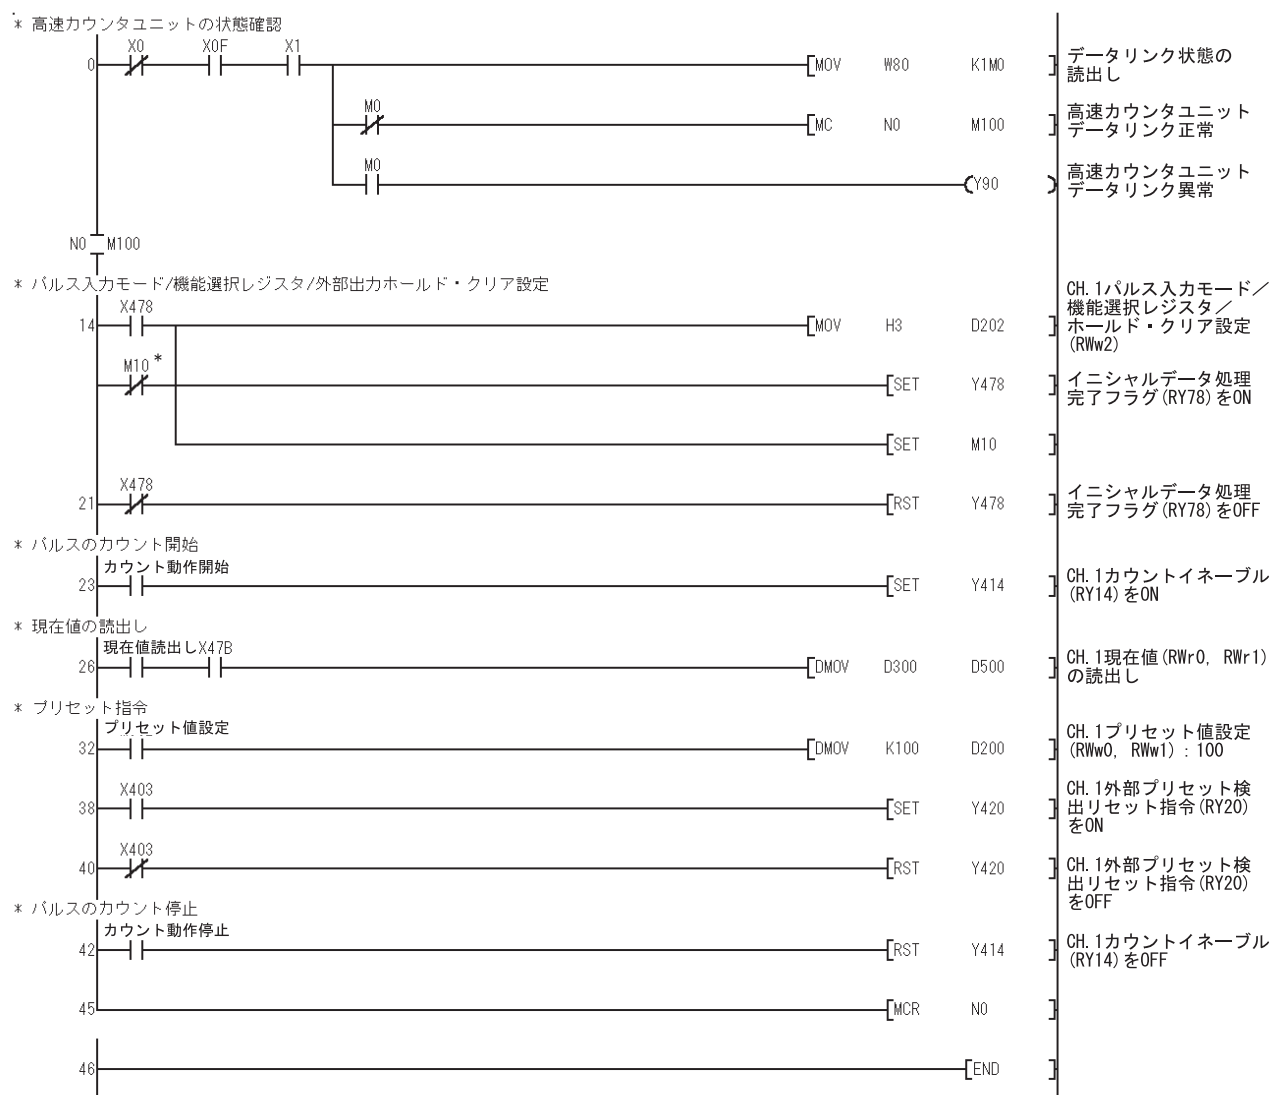 * 高速カウンタユニットの状態確認
X0 X0F X1
0 MOV W80 K1M0 データリンク状態の
読出し
M0
MC N0 M100 高速カウンタユニット
データリンク正常
M0
Y90 高速カウンタユニット
データリンク異常
N0 M100
* パルス入力モード/機能選択レジスタ/外部出力ホールド・クリア設定
X478
14 MOV H3 D202 CH.1パルス入力モード／
機能選択レジスタ／
ホールド・クリア設定
(RWw2)
M10 *
SET Y478 イニシャルデータ処理
完了フラグ(RY78)をON
SET M10
X478
21 RST Y478 イニシャルデータ処理
完了フラグ(RY78)をOFF
* パルスのカウント開始
カウント動作開始
23 SET Y414 CH.1カウントイネーブル
(RY14)をON
* 現在値の読出し
現在値読出し X47B
26 DMOV D300 D500 CH.1現在値(RWr0, RWr1)
の読出し
* プリセット指令
プリセット値設定
32 DMOV K100 D200 CH.1プリセット値設定
(RWw0, RWw1)：100
X403
38 SET Y420 CH.1外部プリセット検
出リセット指令(RY20)
をON
X403
40 RST Y420 CH.1外部プリセット検
出リセット指令(RY20)
をOFF
* パルスのカウント停止
カウント動作停止
42 RST Y414 CH.1カウントイネーブル
(RY14)をOFF
45 MCR N0
46 END